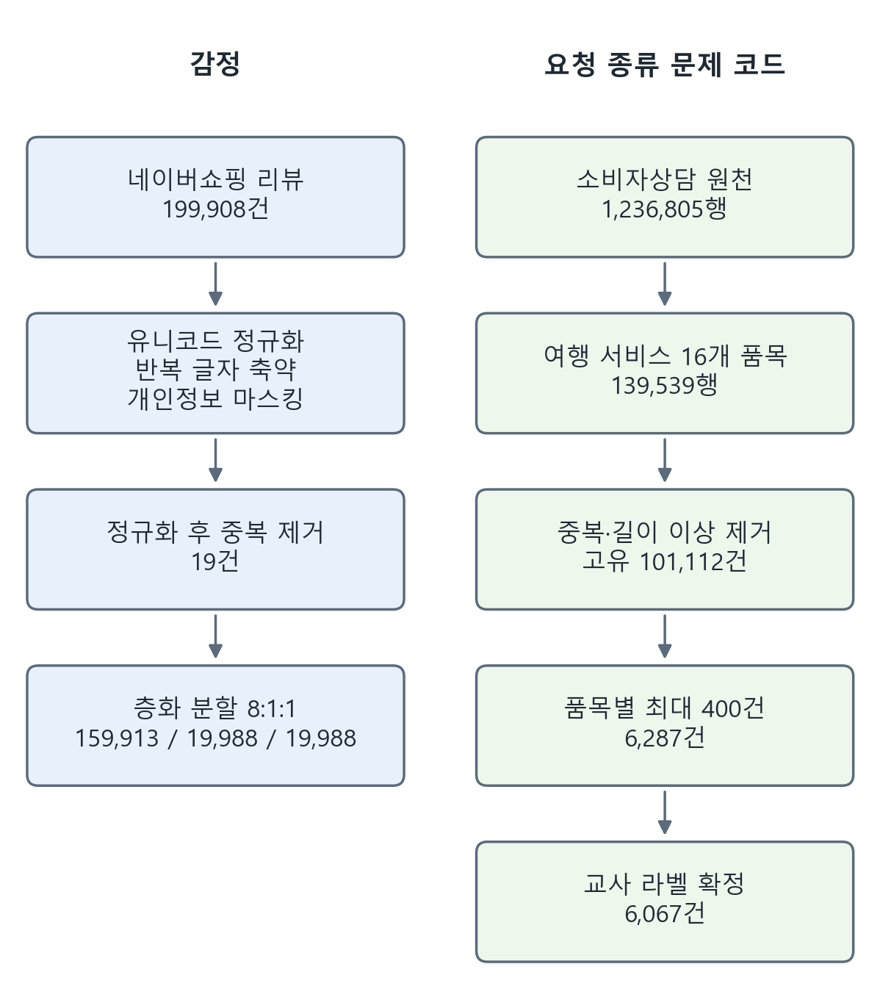 감정
네이버쇼핑 리뷰
199,908건
유니코드 정규화
반복 글자 축약
개인정보 마스킹
정규화 후 중복 제거
19건
층화 분할 8:1:1
159,913 / 19,988 / 19,988
요청 종류 문제 코드
소비자상담 원천
1,236,805행
여행 서비스 16개 품목
139,539행
중복·길이 이상 제거
고유 101,112건
품목별 최대 400건
6,287건
교사 라벨 확정
6,067건